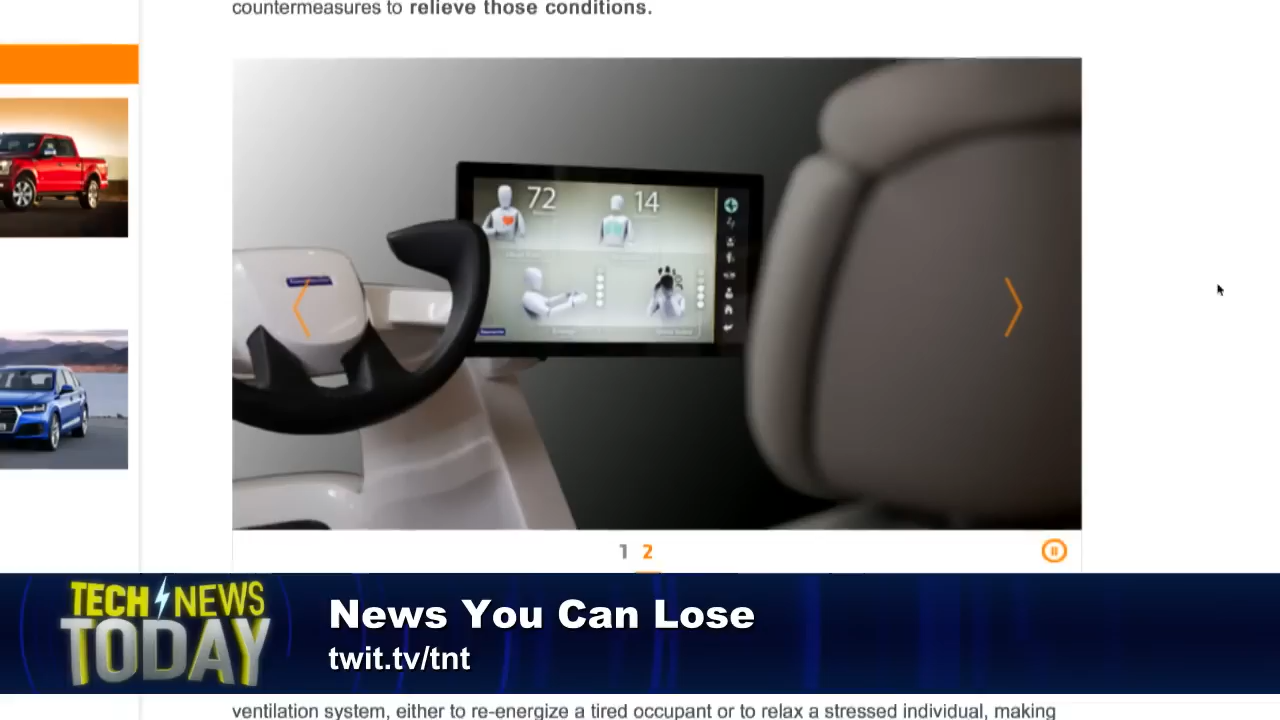 countermeasures to relieve those conditions.
72
14
1 2
TECH NEWS
TODAY
News You Can Lose
twit.tv/tnt
ventilation system, either to re-energize a tired occupant or to relax a stressed individual, making